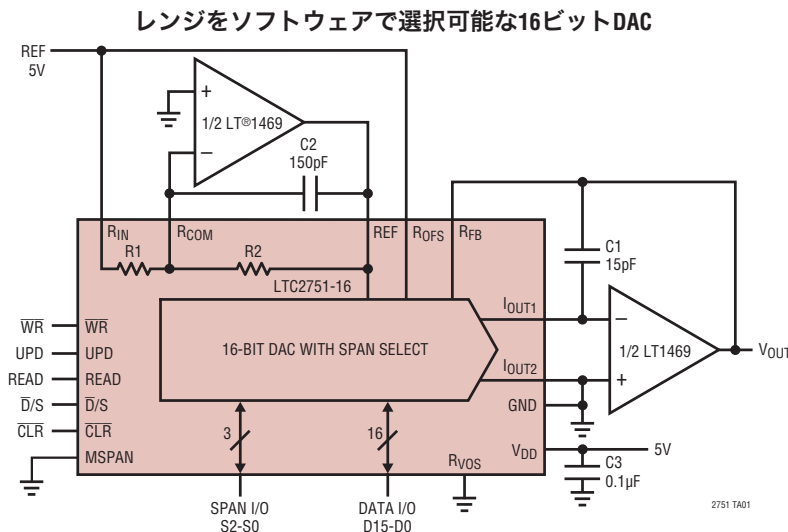 レンジをソフトウェアで選択可能な16ビットDAC
REF
5V
+
1/2 LT®1469
−
C2
150pF
RIN
RCOM
REF
ROFS
RFB
R1
R2
LTC2751-16
C1
15pF
IOUT1
−
16-BIT DAC WITH SPAN SELECT
1/2 LT1469
VOUT
IOUT2
+
GND
WR
WR
UPD
UPD
READ
READ
D/S
D/S
CLR
CLR
MSPAN
3
16
RVOS
VDD
5V
C3
0.1µF
SPAN I/O
S2-S0
DATA I/O
D15-D0
2751 TA01